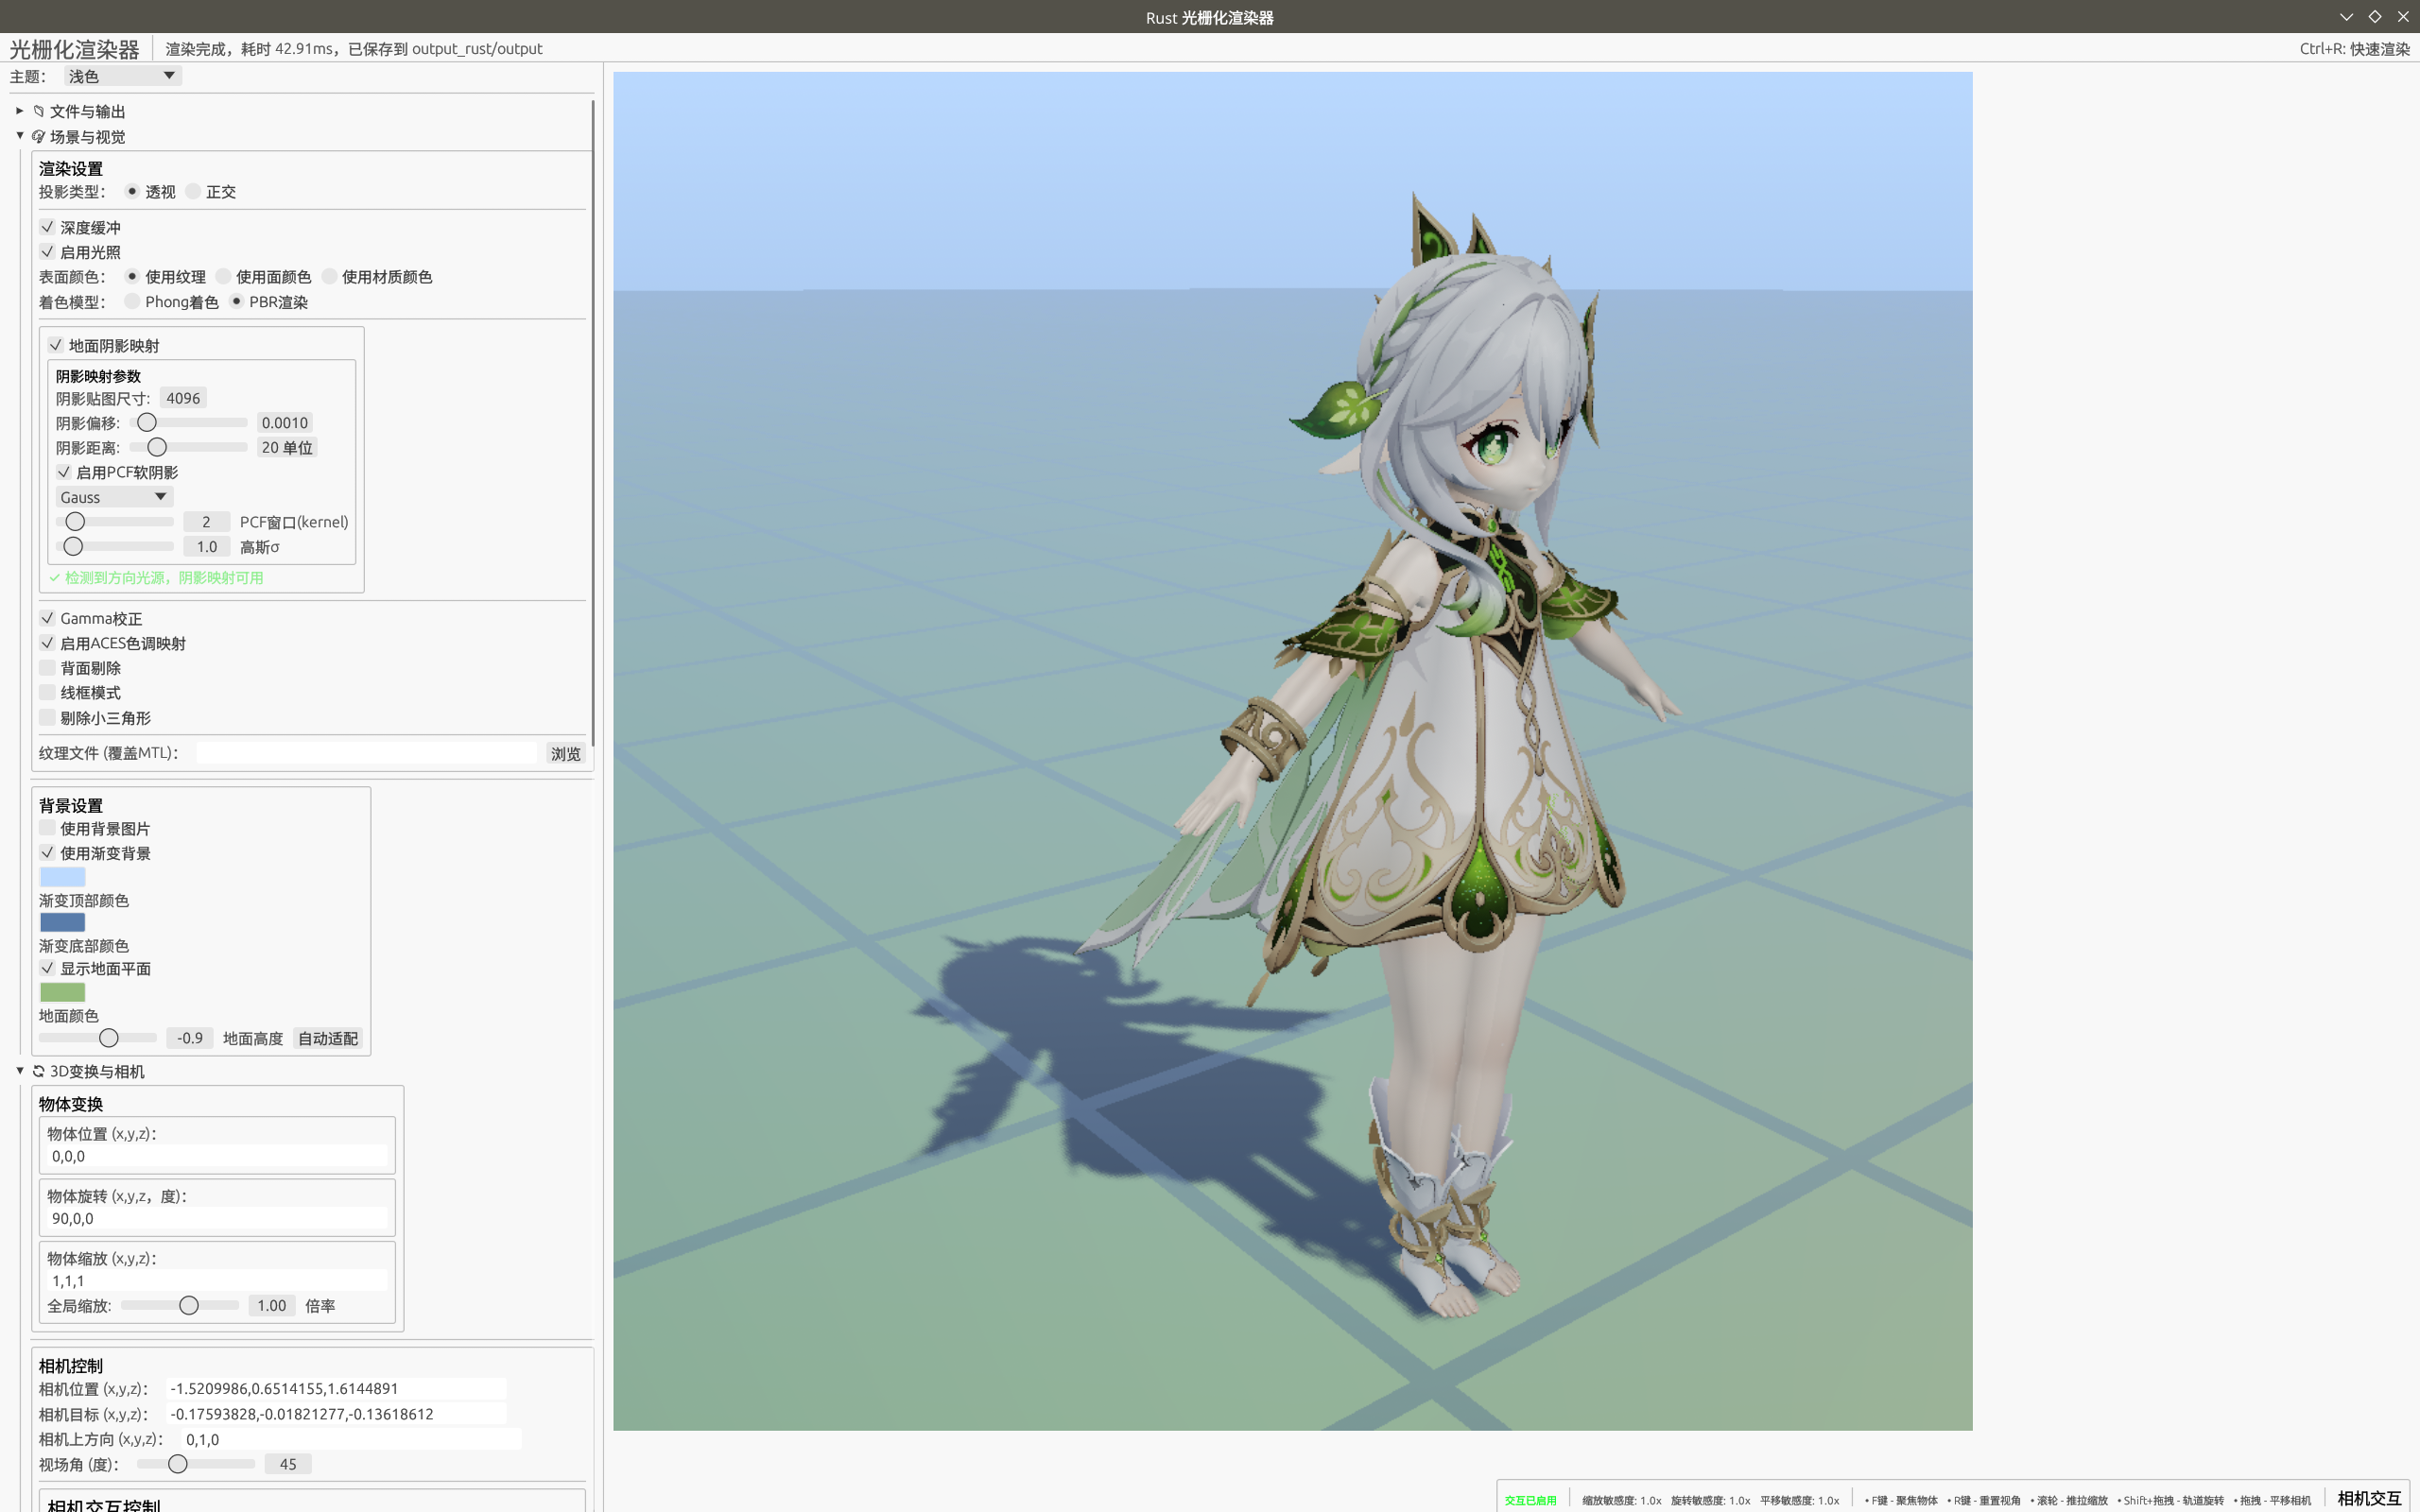 Rust 光栅化渲染器
光栅化渲染器 渲染完成，耗时 42.91ms，已保存到 output_rust/output Ctrl+R: 快速渲染
主题： 浅色
文件与输出
场景与视觉
渲染设置
投影类型： 透视 正交
深度缓冲
启用光照
表面颜色： 使用纹理 使用面颜色 使用材质颜色
着色模型： Phong着色 PBR渲染
地面阴影映射
阴影映射参数
阴影贴图尺寸: 4096
阴影偏移: 0.0010
阴影距离: 20 单位
启用PCF软阴影
Gauss
2 PCF窗口(kernel)
1.0 高斯σ
✓ 检测到方向光源，阴影映射可用
Gamma校正
启用ACES色调映射
背面剔除
线框模式
剔除小三角形
纹理文件 (覆盖MTL)： 浏览
背景设置
使用背景图片
使用渐变背景
渐变顶部颜色
渐变底部颜色
显示地面平面
地面颜色
-0.9 地面高度 自动适配
3D变换与相机
物体变换
物体位置 (x,y,z)：
0,0,0
物体旋转 (x,y,z，度)：
90,0,0
物体缩放 (x,y,z)：
1,1,1
全局缩放: 1.00 倍率
相机控制
相机位置 (x,y,z)： -1.5209986,0.6514155,1.6144891
相机目标 (x,y,z)： -0.17593828,-0.01821277,-0.13618612
相机上方向 (x,y,z)： 0,1,0
视场角 (度)： 45
相机交互控制
交互已启用 缩放敏感度: 1.0x 旋转敏感度: 1.0x 平移敏感度: 1.0x • F键 - 聚焦物体 • R键 - 重置视角 • 滚轮 - 推拉缩放 • Shift+拖拽 - 轨道旋转 • 拖拽 - 平移相机 相机交互